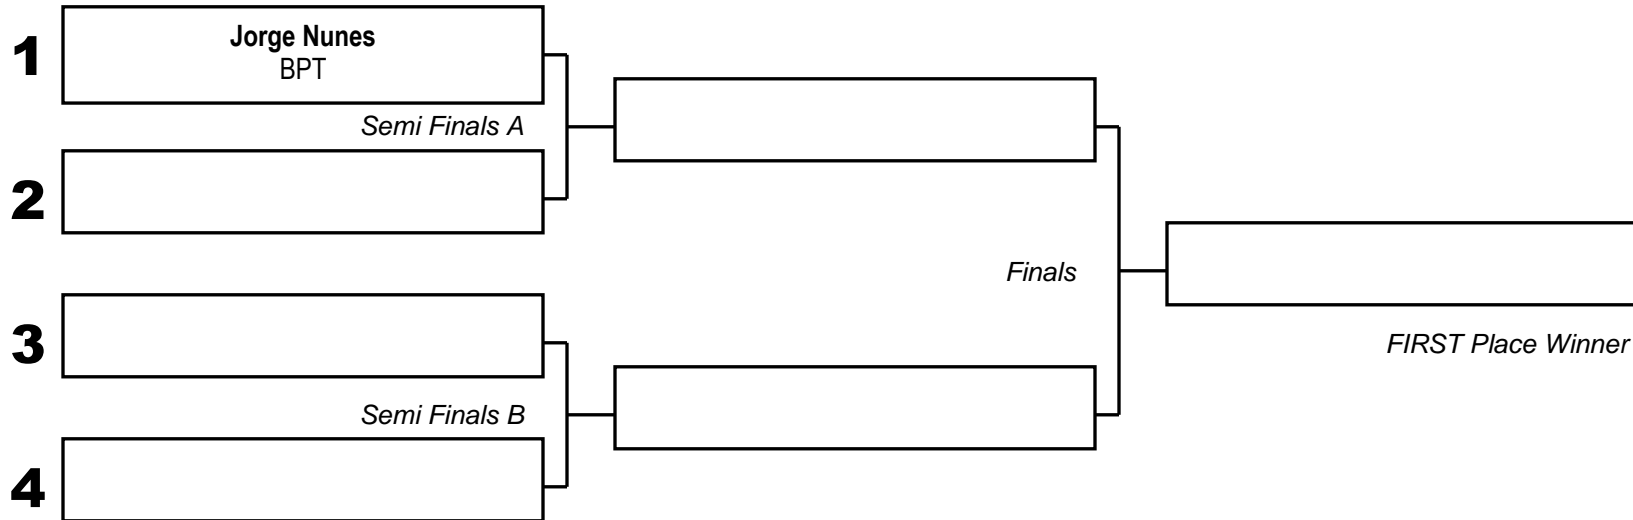 1
Jorge Nunes
BPT
Semi Finals A
2
Finals
3
FIRST Place Winner
Semi Finals B
4